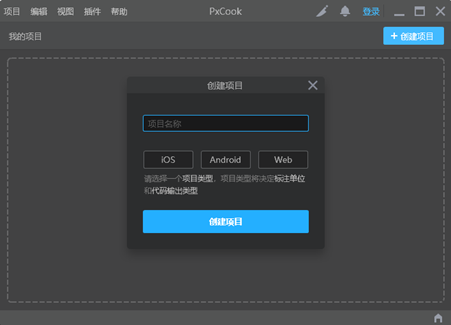 项目 编辑 视图 插件 帮助 PxCook 登录
我的项目 + 创建项目
创建项目
项目名称
iOS Android Web
请选择一个项目类型，项目类型将决定标注单位
和代码输出类型
创建项目